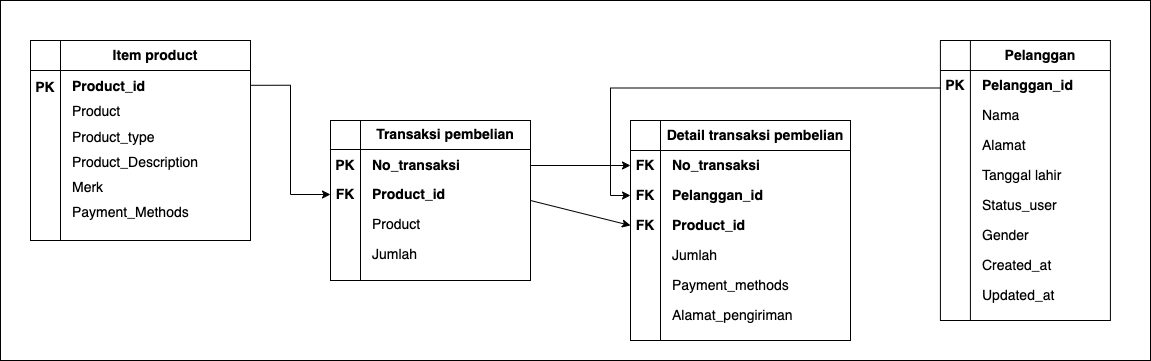 Item product
PK Product_id
Product
Product_type
Product_Description
Merk
Payment_Methods
Transaksi pembelian
PK No_transaksi
FK Product_id
Product
Jumlah
Detail transaksi pembelian
FK No_transaksi
FK Pelanggan_id
FK Product_id
Jumlah
Payment_methods
Alamat_pengiriman
Pelanggan
PK Pelanggan_id
Nama
Alamat
Tanggal lahir
Status_user
Gender
Created_at
Updated_at